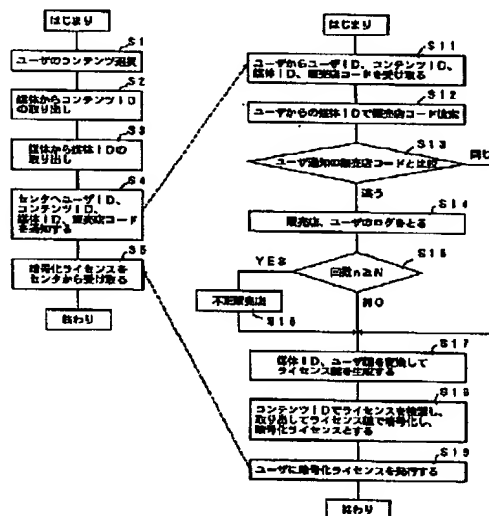 はじまり
S1
ユーザのコンテンツ選択
S2
媒体からコンテンツID
の取り出し
S3
媒体から媒体IDの
取り出し
S4
センタへユーザID、
コンテンツID、
媒体ID、販売店コード
を通知する
S5
暗号化ライセンスを
センタから受け取る
終わり
はじまり
S11
ユーザからユーザID、コンテンツID、
媒体ID、販売店コードを受け取る
S12
ユーザからの媒体IDで販売店コード検索
S13
ユーザ通知の販売店コードと比較
同じ
違う
S14
販売店、ユーザのログをとる
S15
YES
回数n≧N
不正販売店
S16
NO
S17
媒体ID、ユーザ鍵を変換して
ライセンス鍵を生成する
S18
コンテンツIDでライセンスを検索し、
取り出してライセンス鍵で暗号化し、
暗号化ライセンスとする
S19
ユーザに暗号化ライセンスを発行する
終わり